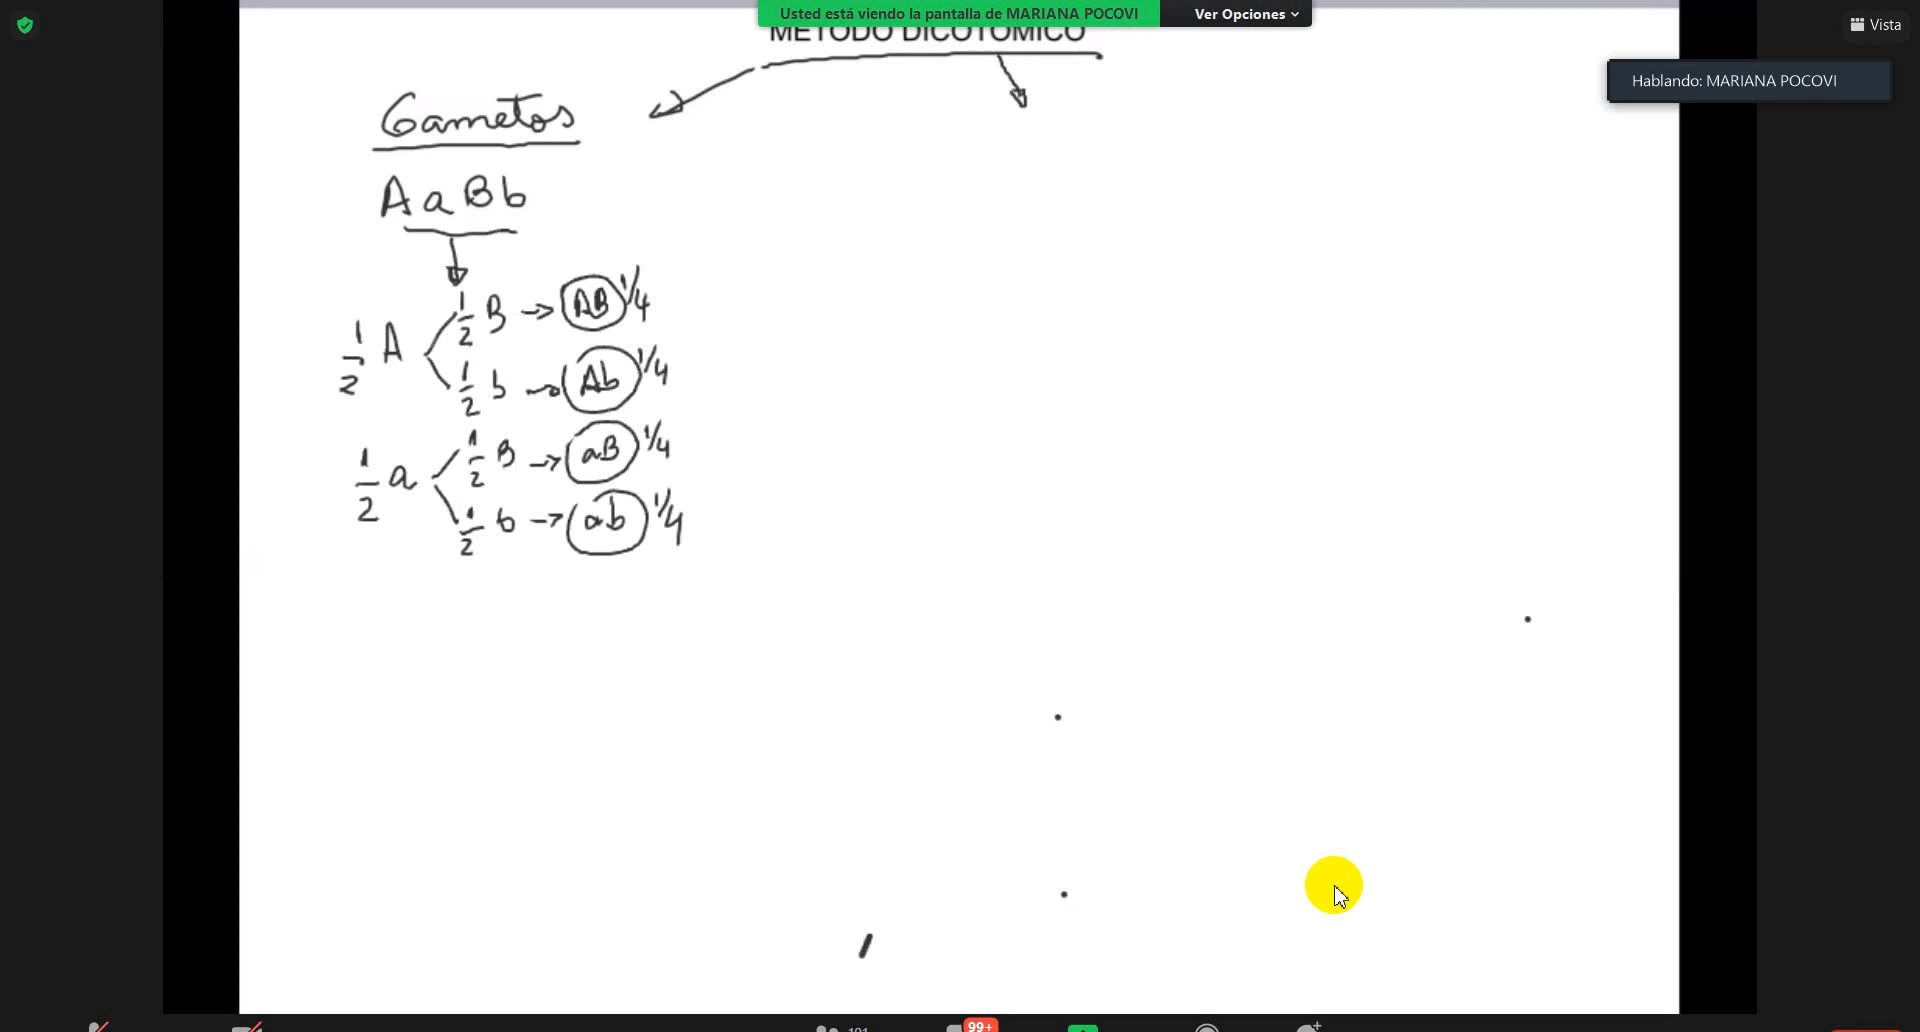 Usted está viendo la pantalla de MARIANA POCOVI
Ver Opciones
Vista
METODO DICOTOMICO
Hablando: MARIANA POCOVI
Gametos
AaBb
1/2 A
1/2 B → AB 1/4
1/2 b → Ab 1/4
1/2 a
1/2 B → aB 1/4
1/2 b → ab 1/4
101
99+